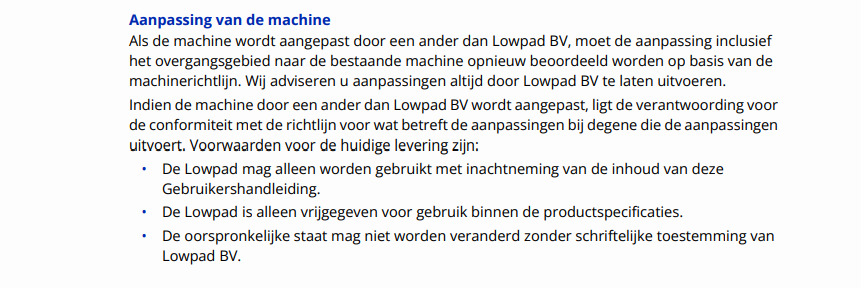 Aanpassing van de machine
Als de machine wordt aangepast door een ander dan Lowpad BV, moet de aanpassing inclusief
het overgangsgebied naar de bestaande machine opnieuw beoordeeld worden op basis van de
machinerichtlijn. Wij adviseren u aanpassingen altijd door Lowpad BV te laten uitvoeren.
Indien de machine door een ander dan Lowpad BV wordt aangepast, ligt de verantwoording voor
de conformiteit met de richtlijn voor wat betreft de aanpassingen bij degene die de aanpassingen
uitvoert. Voorwaarden voor de huidige levering zijn:
• De Lowpad mag alleen worden gebruikt met inachtneming van de inhoud van deze
Gebruikershandleiding.
• De Lowpad is alleen vrijgegeven voor gebruik binnen de productspecificaties.
• De oorspronkelijke staat mag niet worden veranderd zonder schriftelijke toestemming van
Lowpad BV.